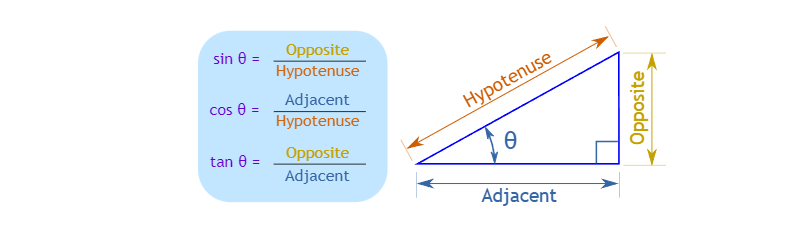 sin θ = Opposite
Hypotenuse
cos θ = Adjacent
Hypotenuse
tan θ = Opposite
Adjacent
Hypotenuse
θ
Opposite
Adjacent